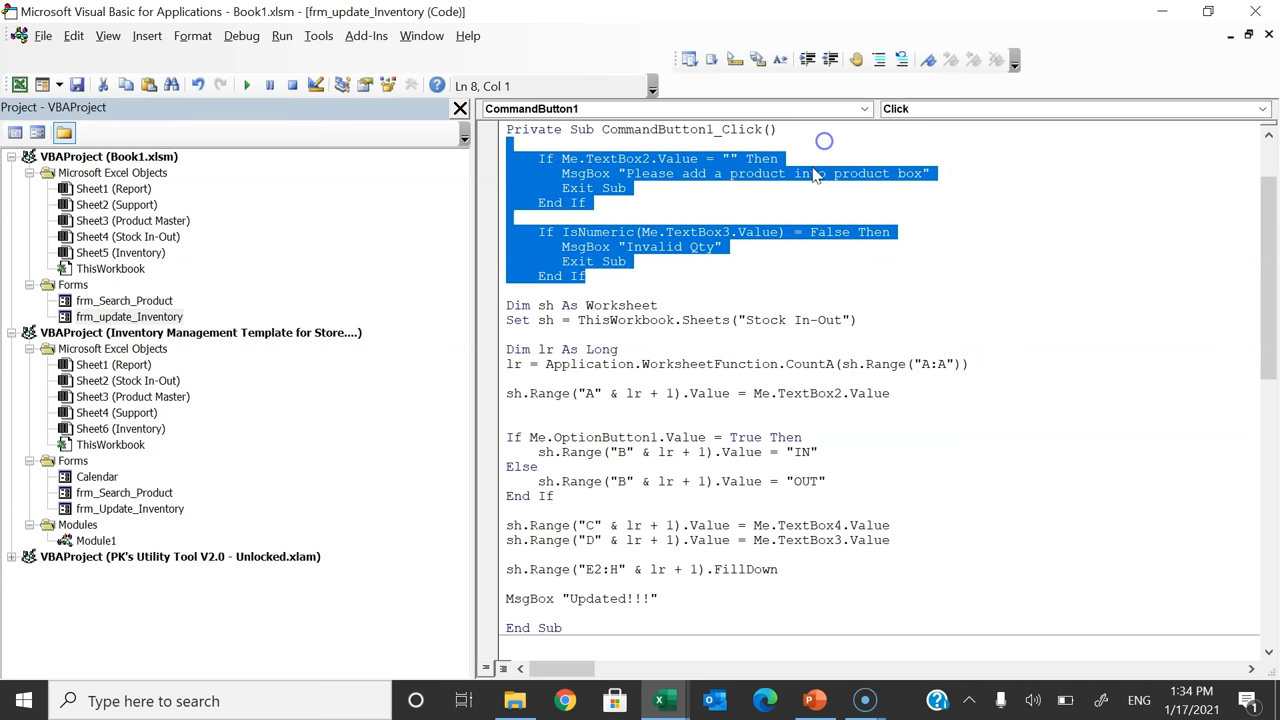 Microsoft Visual Basic for Applications - Book1.xlsm - [frm_update_Inventory (Code)]
File Edit View Insert Format Debug Run Tools Add-Ins Window Help
Ln 8, Col 1
Project - VBAProject
CommandButton1
Click
VBAProject (Book1.xlsm)
Microsoft Excel Objects
Sheet1 (Report)
Sheet2 (Support)
Sheet3 (Product Master)
Sheet4 (Stock In-Out)
Sheet5 (Inventory)
ThisWorkbook
Forms
frm_Search_Product
frm_update_Inventory
VBAProject (Inventory Management Template for Store....)
Microsoft Excel Objects
Sheet1 (Report)
Sheet2 (Stock In-Out)
Sheet3 (Product Master)
Sheet4 (Support)
Sheet6 (Inventory)
ThisWorkbook
Forms
Calendar
frm_Search_Product
frm_Update_Inventory
Modules
Module1
VBAProject (PK's Utility Tool V2.0 - Unlocked.xlam)
Private Sub CommandButton1_Click()
If Me.TextBox2.Value = "" Then
MsgBox "Please add a product into product box"
Exit Sub
End If
If IsNumeric(Me.TextBox3.Value) = False Then
MsgBox "Invalid Qty"
Exit Sub
End If
Dim sh As Worksheet
Set sh = ThisWorkbook.Sheets("Stock In-Out")
Dim lr As Long
lr = Application.WorksheetFunction.CountA(sh.Range("A:A"))
sh.Range("A" & lr + 1).Value = Me.TextBox2.Value
If Me.OptionButton1.Value = True Then
sh.Range("B" & lr + 1).Value = "IN"
Else
sh.Range("B" & lr + 1).Value = "OUT"
End If
sh.Range("C" & lr + 1).Value = Me.TextBox4.Value
sh.Range("D" & lr + 1).Value = Me.TextBox3.Value
sh.Range("E2:H" & lr + 1).FillDown
MsgBox "Updated!!!"
End Sub
Type here to search
ENG
1:34 PM
1/17/2021
1